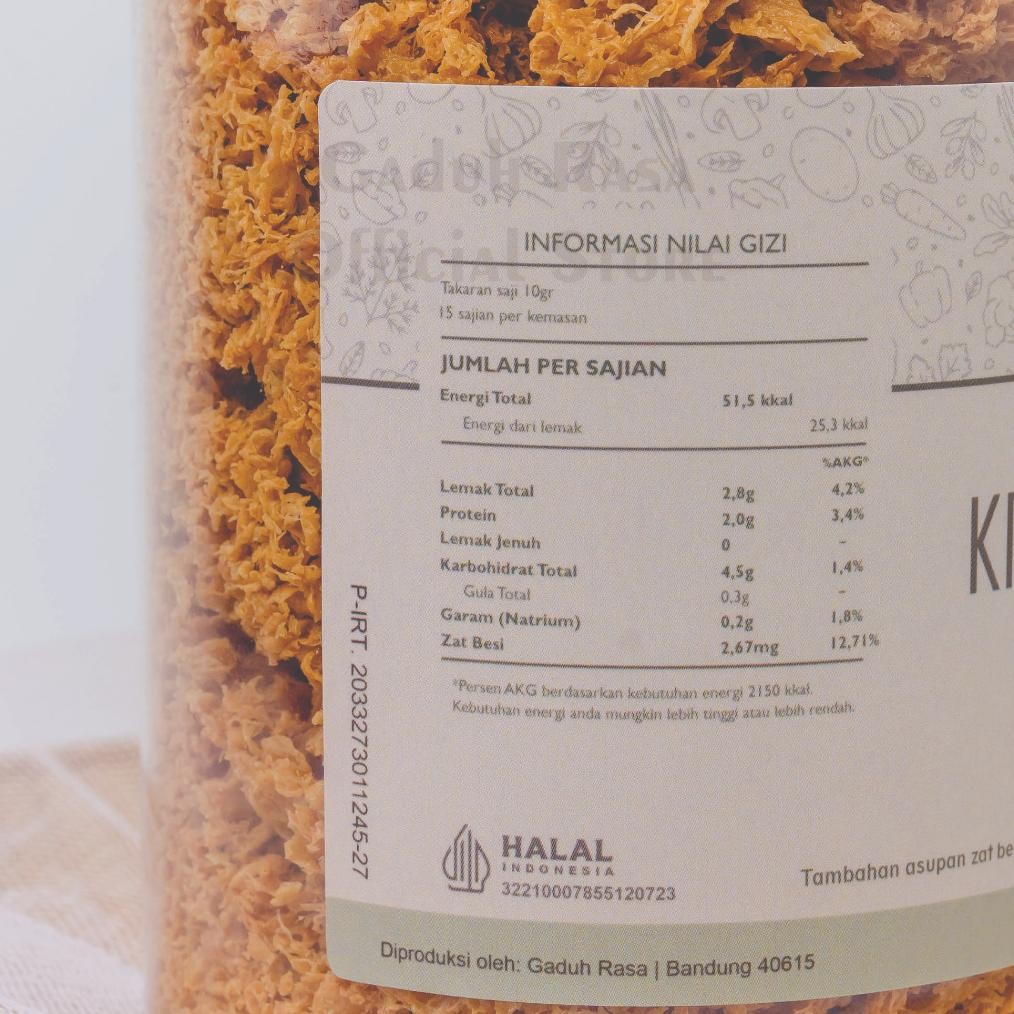 Gaduh Rasa
Official Store
INFORMASI NILAI GIZI
Takaran saji 10gr
15 sajian per kemasan
JUMLAH PER SAJIAN
Energi Total 51,5 kkal
Energi dari lemak 25,3 kkal
%AKG*
Lemak Total 2,8g 4,2%
Protein 2,0g 3,4%
Lemak Jenuh 0 -
Karbohidrat Total 4,5g 1,4%
Gula Total 0,3g -
Garam (Natrium) 0,2g 1,8%
Zat Besi 2,67mg 12,71%
*Persen AKG berdasarkan kebutuhan energi 2150 kkal.
Kebutuhan energi anda mungkin lebih tinggi atau lebih rendah.
P-IRT. 2033273011245-27
HALAL
INDONESIA
32210007855120723
Tambahan asupan zat be
Diproduksi oleh: Gaduh Rasa | Bandung 40615